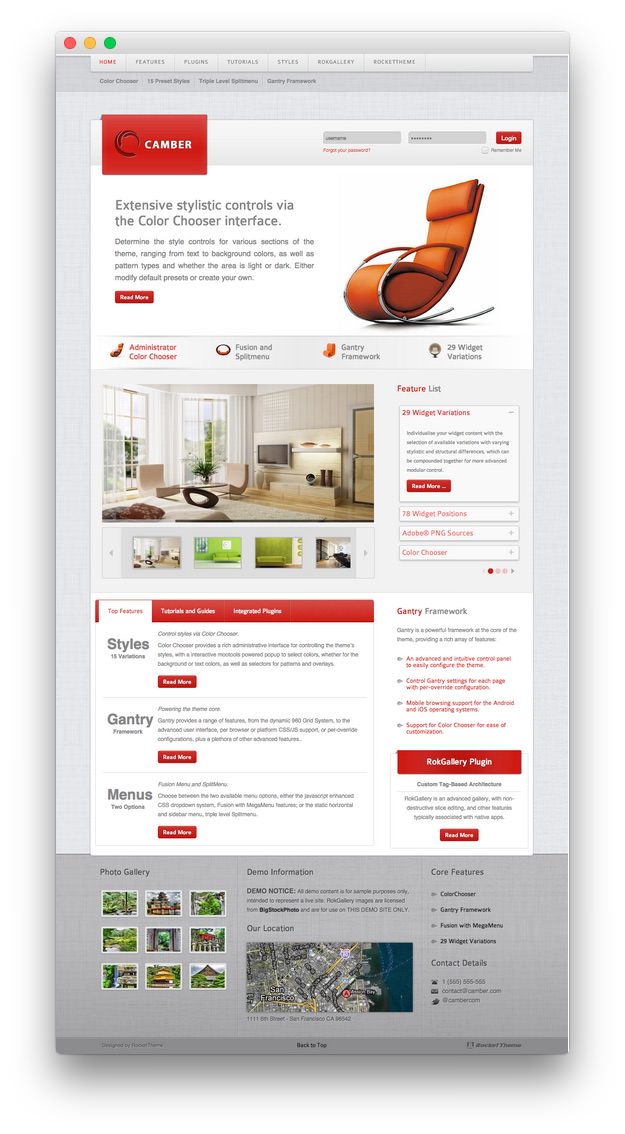 HOME FEATURES PLUGINS TUTORIALS STYLES ROKGALLERY ROCKETTHEME
Color Chooser 15 Preset Styles Triple Level Splitmenu Gantry Framework
CAMBER
username
Login
Forgot your password?
Remember Me
Extensive stylistic controls via
the Color Chooser interface.
Determine the style controls for various sections of the
theme, ranging from text to background colors, as well as
pattern types and whether the area is light or dark. Either
modify default presets or create your own.
Read More
Administrator
Color Chooser
Fusion and
Splitmenu
Gantry
Framework
29 Widget
Variations
Feature List
29 Widget Variations
Individualise your widget content with the
selection of available variations with varying
stylistic and structural differences, which can
be compounded together for more advanced
modular control.
Read More ...
78 Widget Positions
Adobe® PNG Sources
Color Chooser
Top Features Tutorials and Guides Integrated Plugins
Styles
15 Variations
Control styles via Color Chooser.
Color Chooser provides a rich administrative interface for controlling the theme's
styles, with a interactive mootools powered popup to select colors, whether for the
background or text colors, as well as selectors for patterns and overlays.
Read More
Gantry
Framework
Powering the theme core.
Gantry provides a range of features, from the dynamic 960 Grid System, to the
advanced user interface, per browser or platform CSS/JS support, or per-override
configurations, plus a plethora of other advanced features..
Read More
Menus
Two Options
Fusion Menu and SplitMenu.
Choose between the two available menu options, either the javascript enhanced
CSS dropdown system, Fusion with MegaMenu features; or the static horizontal
and sidebar menu, triple level Splitmenu.
Read More
Gantry Framework
Gantry is a powerful framework at the core of the
theme, providing a rich array of features:
An advanced and intuitive control panel
to easily configure the theme.
Control Gantry settings for each page
with per-override configuration.
Mobile browsing support for the Android
and iOS operating systems.
Support for Color Chooser for ease of
customization.
RokGallery Plugin
Custom Tag-Based Architecture
RokGallery is an advanced gallery, with non-
destructive slice editing, and other features
typically associated with native apps.
Read More
Photo Gallery
Demo Information
DEMO NOTICE: All demo content is for sample purposes only,
intended to represent a live site. RokGallery images are licensed
from BigStockPhoto and are for use on THIS DEMO SITE ONLY.
Our Location
San
Francisco
1111 6th Street - San Francisco CA 96542
Core Features
ColorChooser
Gantry Framework
Fusion with MegaMenu
29 Widget Variations
Contact Details
1 (555) 555-555
contact@camber.com
@cambercom
Designed by RocketTheme
Back to Top
RocketTheme